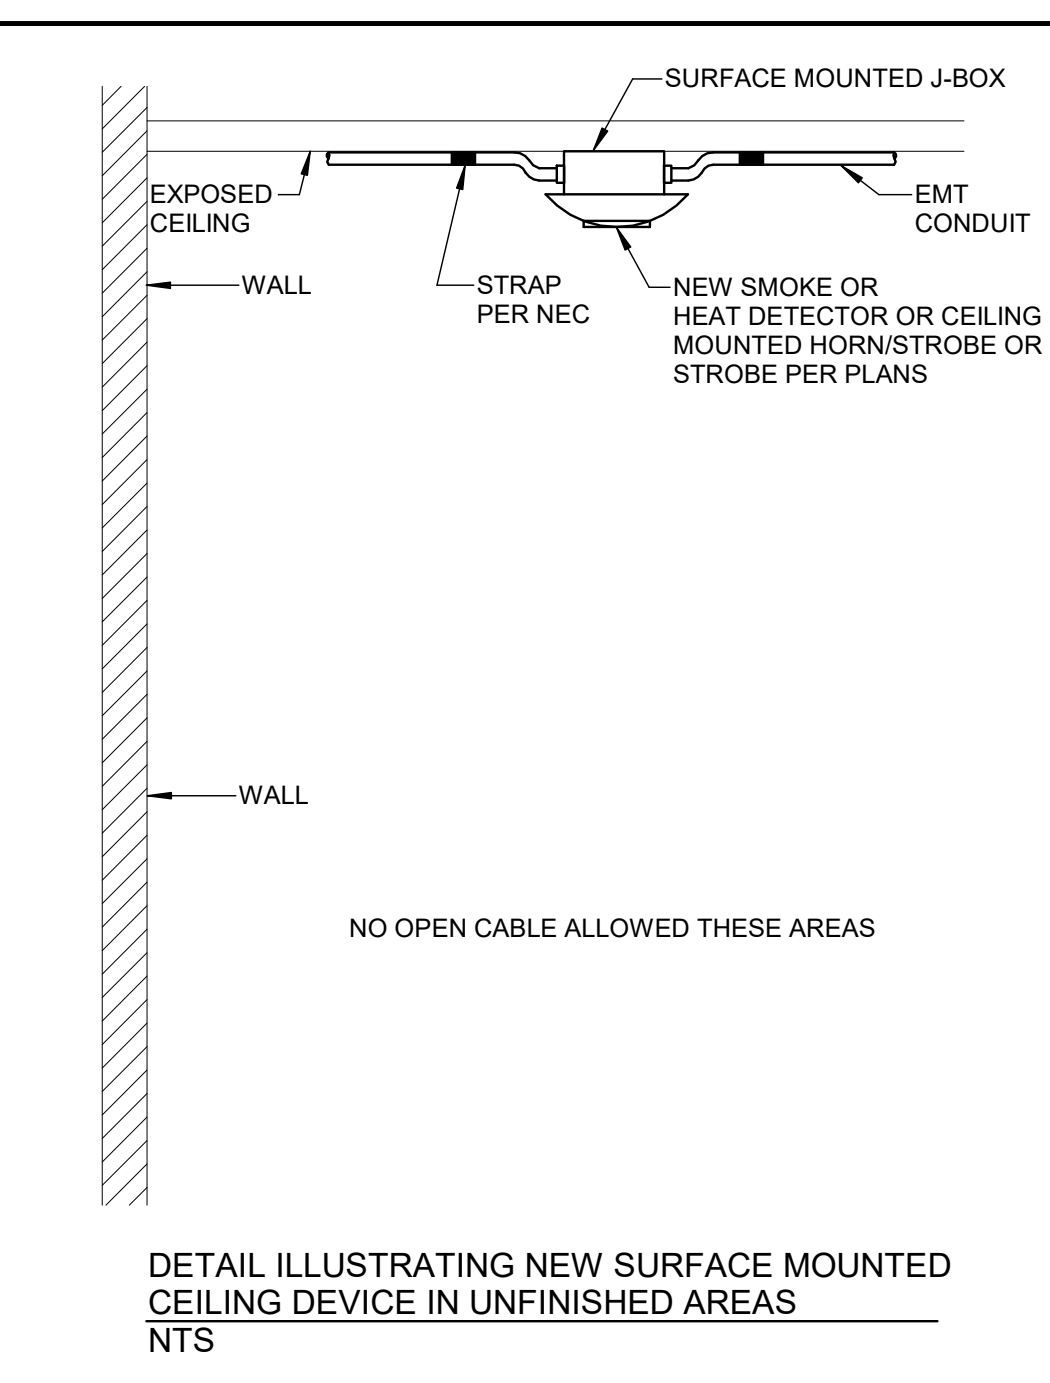 SURFACE MOUNTED J-BOX
EXPOSED
CEILING
EMT
CONDUIT
WALL
STRAP
PER NEC
NEW SMOKE OR
HEAT DETECTOR OR CEILING
MOUNTED HORN/STROBE OR
STROBE PER PLANS
WALL
NO OPEN CABLE ALLOWED THESE AREAS
DETAIL ILLUSTRATING NEW SURFACE MOUNTED
CEILING DEVICE IN UNFINISHED AREAS
NTS